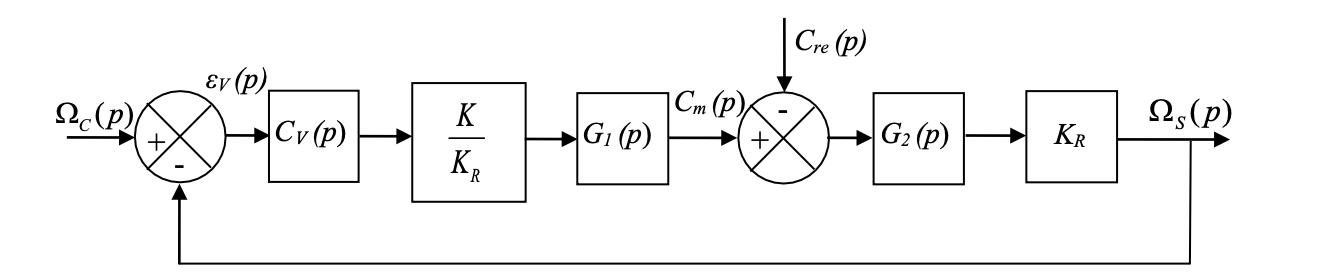 C_re(p)
ε_V(p)
Ω_C(p)
+
-
C_V(p)
K
K_R
G_1(p)
C_m(p)
-
+
G_2(p)
K_R
Ω_S(p)